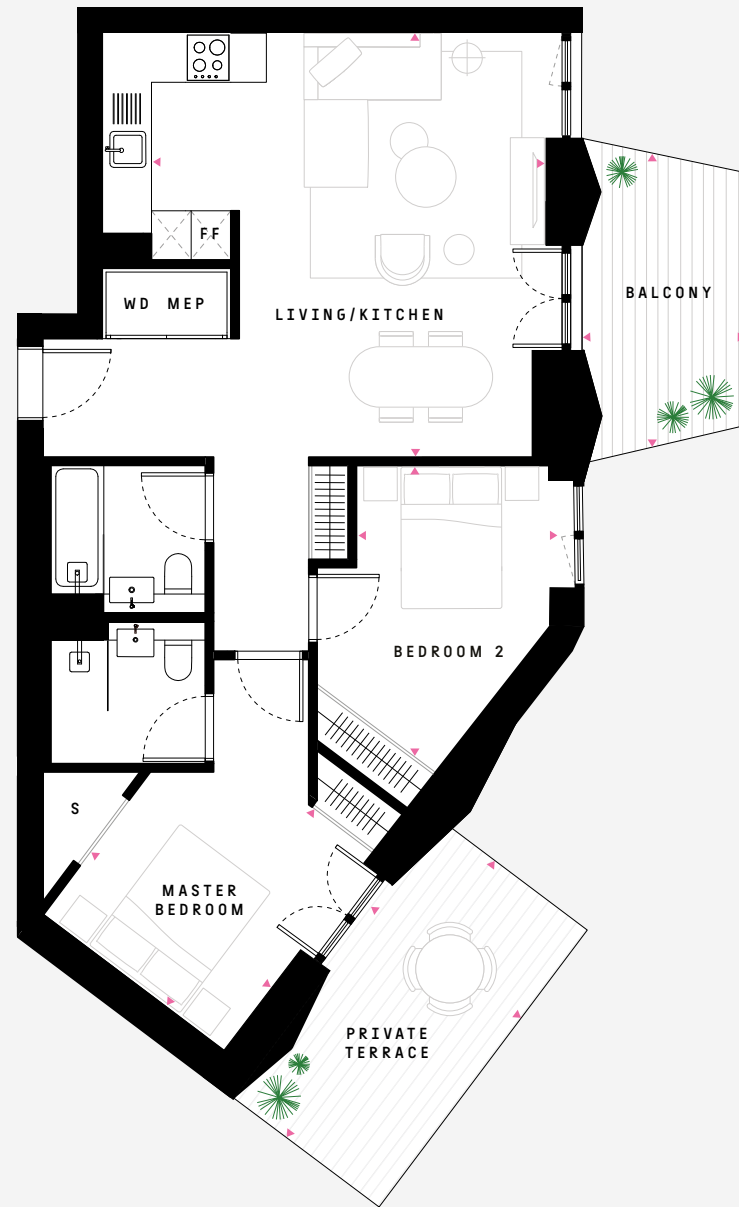 FF
WD MEP
LIVING/KITCHEN
BALCONY
BEDROOM 2
S
MASTER
BEDROOM
PRIVATE
TERRACE